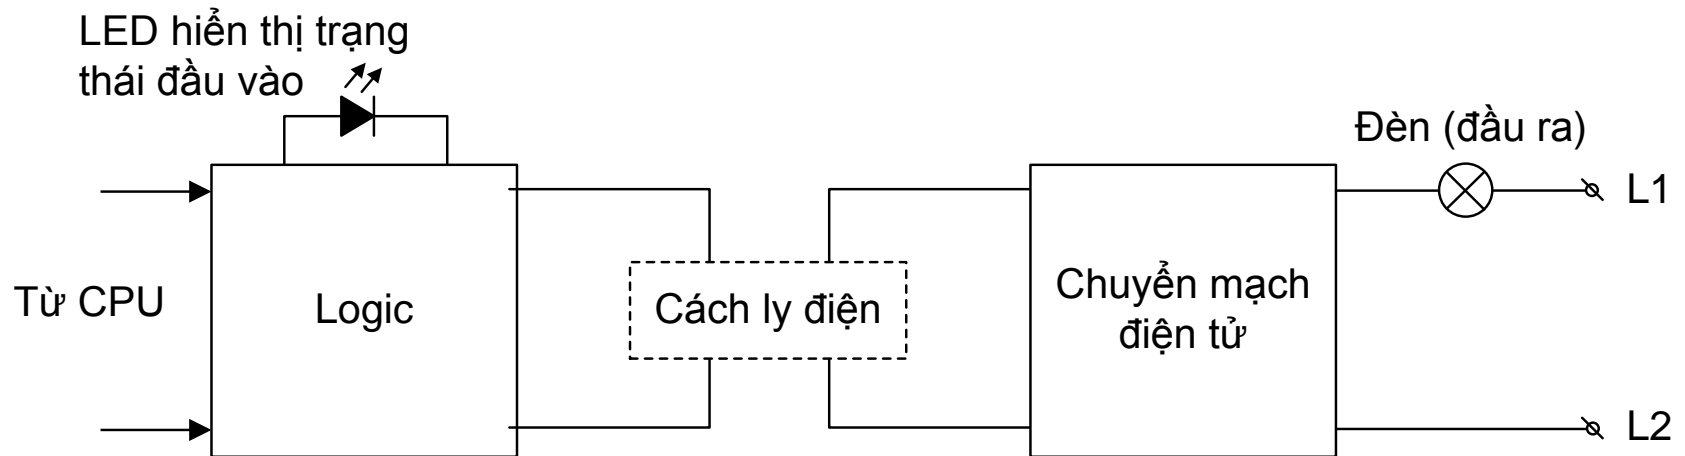 LED hiển thị trạng
thái đầu vào
Đèn (đầu ra)
L1
Từ CPU
Logic
Cách ly điện
Chuyển mạch
điện tử
L2